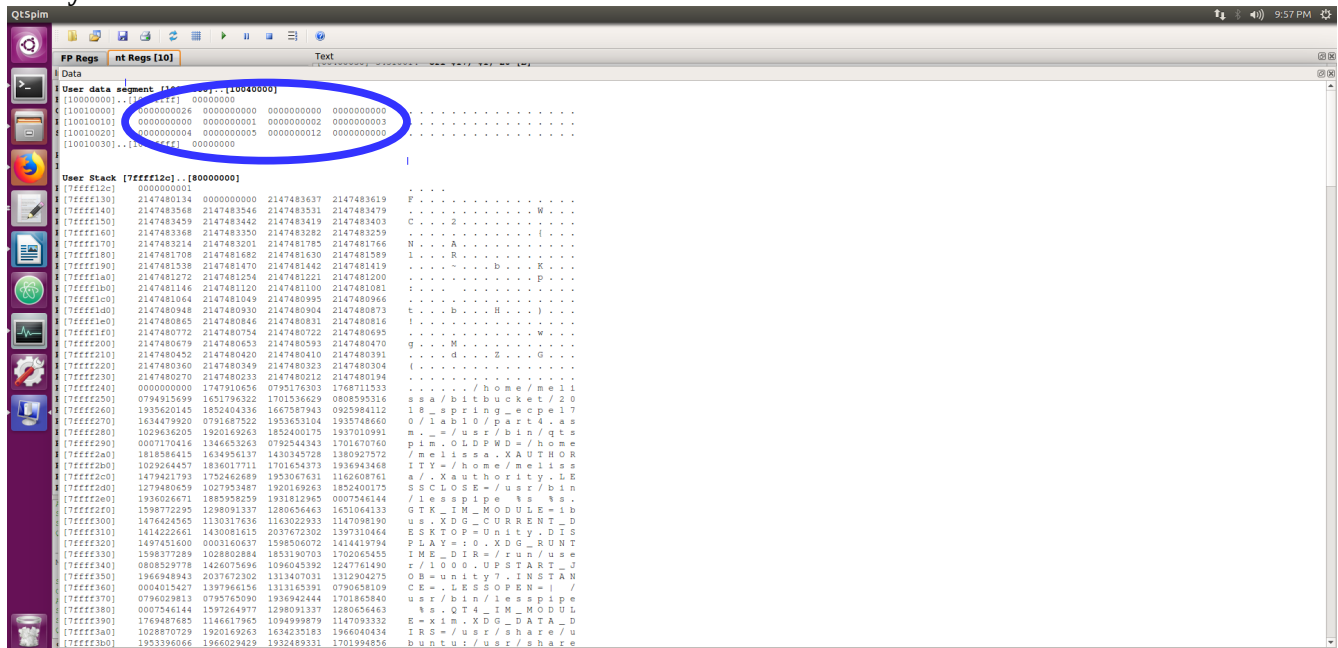 QtSpim
9:57 PM
FP Regs nt Regs [10] Text
Data
User data segment
[10000000].. 00000000
[10010000] 0000000026 0000000000 0000000000 0000000000 . . . . . . . . . . . . . . . .
[10010010] 0000000000 0000000001 0000000002 0000000003 . . . . . . . . . . . . . . . .
[10010020] 0000000004 0000000005 0000000012 0000000000 . . . . . . . . . . . . . . . .
[10010030].. 00000000
User Stack [7ffff12c]..[80000000]
[7ffff12c] 0000000001 . . . .
[7ffff130] 2147480134 0000000000 2147483637 2147483619 F . . . . . . . . . . . . . . .
[7ffff140] 2147483568 2147483546 2147483531 2147483479 . . . . . . . . . . . . W . . .
[7ffff150] 2147483459 2147483442 2147483419 2147483403 C . . . 2 . . . . . . . . . . .
[7ffff160] 2147483368 2147483350 2147483282 2147483259 . . . . . . . . . . . . { . . .
[7ffff170] 2147483214 2147483201 2147481785 2147481766 N . . . A . . . . . . . . . . .
[7ffff180] 2147481708 2147481682 2147481630 2147481589 l . . . R . . . . . . . . . . .
[7ffff190] 2147481538 2147481470 2147481442 2147481419 . . . . ~ . . . b . . . K . . .
[7ffff1a0] 2147481272 2147481254 2147481221 2147481200 . . . . . . . . . . . . p . . .
[7ffff1b0] 2147481146 2147481120 2147481100 2147481081 : . . . . . . . . . . . . . . .
[7ffff1c0] 2147481064 2147481049 2147480995 2147480966 . . . . . . . . . . . . . . . .
[7ffff1d0] 2147480948 2147480930 2147480904 2147480873 t . . . b . . . H . . . ) . . .
[7ffff1e0] 2147480865 2147480846 2147480831 2147480816 ! . . . . . . . . . . . . . . .
[7ffff1f0] 2147480772 2147480754 2147480722 2147480695 . . . . . . . . . . . . w . . .
[7ffff200] 2147480679 2147480653 2147480593 2147480470 g . . . M . . . . . . . . . . .
[7ffff210] 2147480452 2147480420 2147480410 2147480391 . . . . d . . . Z . . . G . . .
[7ffff220] 2147480360 2147480349 2147480323 2147480304 ( . . . . . . . . . . . . . . .
[7ffff230] 2147480270 2147480233 2147480212 2147480194 . . . . . . . . . . . . . . . .
[7ffff240] 0000000000 1747910656 0795176303 1768711533 . . . . . . / h o m e / m e l i
[7ffff250] 0794915699 1651796322 1701536629 0808595316 s s a / b i t b u c k e t / 2 0
[7ffff260] 1935620145 1852404336 1667587943 0925984112 1 8 _ s p r i n g _ e c p e 1 7
[7ffff270] 1634479920 0791687522 1953653104 1935748660 0 / l a b 1 0 / p a r t 4 . a s
[7ffff280] 1029636205 1920169263 1852400175 1937010991 m . _ = / u s r / b i n / q t s
[7ffff290] 0007170416 1346653263 0792544343 1701670760 p i m . O L D P W D = / h o m e
[7ffff2a0] 1818586415 1634956137 1430345728 1380927572 / m e l i s s a . X A U T H O R
[7ffff2b0] 1029264457 1836017711 1701654373 1936943468 I T Y = / h o m e / m e l i s s
[7ffff2c0] 1479421793 1752462689 1953067631 1162608761 a / . X a u t h o r i t y . L E
[7ffff2d0] 1279480659 1027953487 1920169263 1852400175 S S C L O S E = / u s r / b i n
[7ffff2e0] 1936026671 1885958259 1931812965 0007546144 / l e s s p i p e % s % s .
[7ffff2f0] 1598772295 1298091337 1280656463 1651064133 G T K _ I M _ M O D U L E = i b
[7ffff300] 1476424565 1130317636 1163022933 1147098190 u s . X D G _ C U R R E N T _ D
[7ffff310] 1414222661 1430081615 2037672302 1397310464 E S K T O P = U n i t y . D I S
[7ffff320] 1497451600 0003160637 1598506072 1414419794 P L A Y = : 0 . X D G _ R U N T
[7ffff330] 1598377289 1028802884 1853190703 1702065455 I M E _ D I R = / r u n / u s e
[7ffff340] 0808529778 1426075696 1096045392 1247761490 r / 1 0 0 0 . U P S T A R T _ J
[7ffff350] 1966948943 2037672302 1313407031 1312904275 O B = u n i t y 7 . I N S T A N
[7ffff360] 0004015427 1397966156 1313165391 0790658109 C E = . L E S S O P E N = | /
[7ffff370] 0796029813 0795765090 1936942444 1701865840 u s r / b i n / l e s s p i p e
[7ffff380] 0007546144 1597264977 1298091337 1280656463 % s . Q T 4 _ I M _ M O D U L
[7ffff390] 1769487685 1146617965 1094999879 1147093332 E = x i m . X D G _ D A T A _ D
[7ffff3a0] 1028870729 1920169263 1634235183 1966040434 I R S = / u s r / s h a r e / u
[7ffff3b0] 1953396066 1966029429 1932489331 1701994856 b u n t u : / u s r / s h a r e